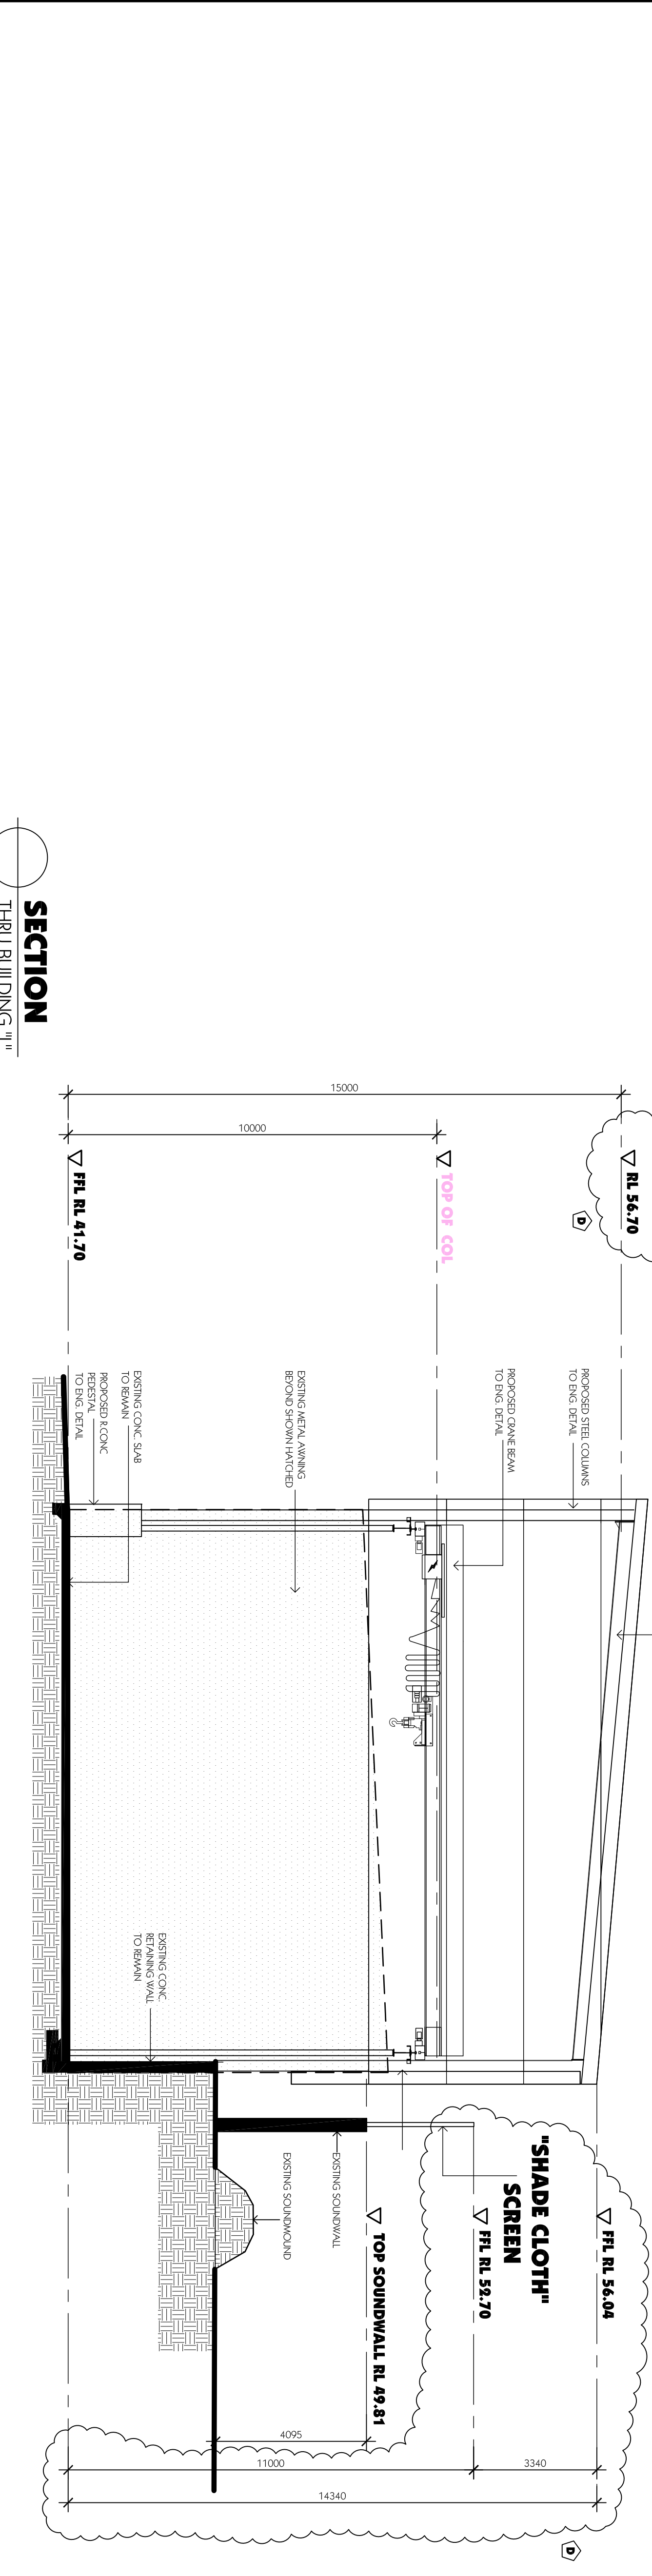 SECTION
THRU BUILDING "I"
15000
10000
RL 56.70
D
TOP OF COL
FFL RL 41.70
PROPOSED STEEL COLUMNS
TO ENG. DETAIL
PROPOSED CRANE BEAM
TO ENG. DETAIL
EXISTING METAL AWNING
BEYOND SHOWN HATCHED
EXISTING CONC. SLAB
TO REMAIN
PROPOSED R.CONC
PEDESTAL
TO ENG. DETAIL
EXISTING CONC.
RETAINING WALL
TO REMAIN
"SHADE CLOTH"
SCREEN
EXISTING SOUNDWALL
EXISTING SOUNDMOUND
FFL RL 56.04
FFL RL 52.70
TOP SOUNDWALL RL 49.81
4095
11000
3340
14340
D